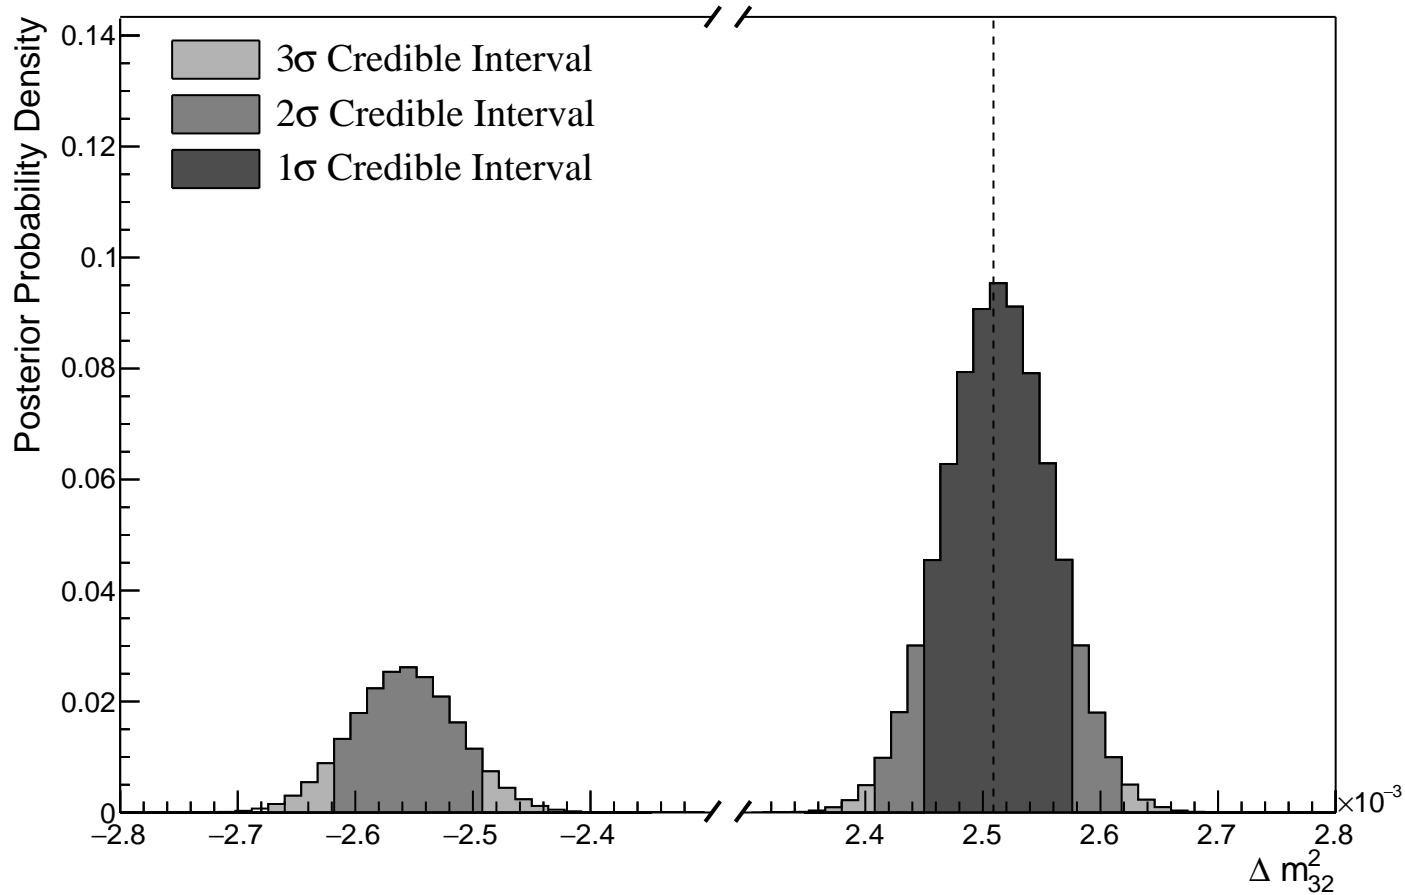 Posterior Probability Density
0.14
0.12
0.1
0.08
0.06
0.04
0.02
0
3σ Credible Interval
2σ Credible Interval
1σ Credible Interval
−2.8 −2.7 −2.6 −2.5 −2.4 2.4 2.5 2.6 2.7 2.8
×10⁻³
Δ m²₃₂